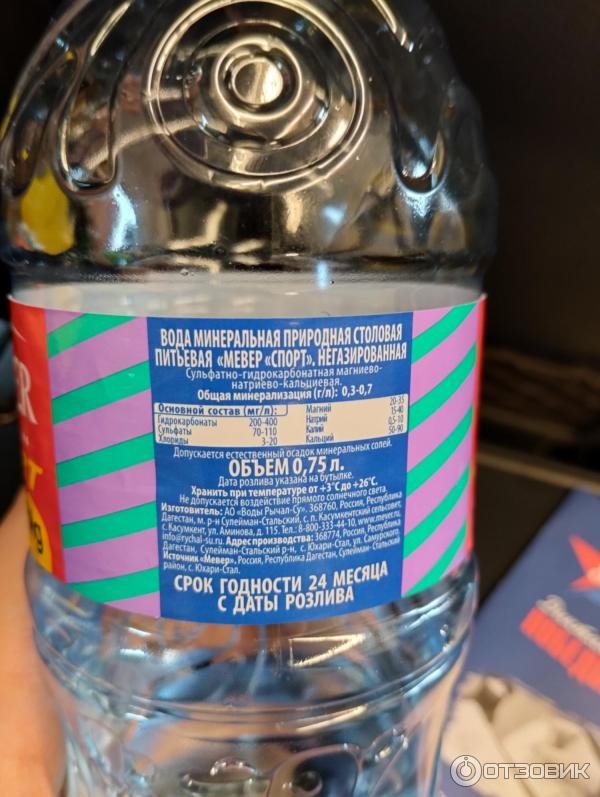 ВОДА МИНЕРАЛЬНАЯ ПРИРОДНАЯ СТОЛОВАЯ
ПИТЬЕВАЯ «МЕВЕР «СПОРТ». НЕГАЗИРОВАННАЯ
Сульфатно-гидрокарбонатная магниево-
натриево-кальциевая.
Общая минерализация (г/л): 0,3-0,7
Основной состав (мг/л):
Гидрокарбонаты 200-400
Сульфаты 70-110
Хлориды 3-20
Магний 20-35
Натрий 15-40
Калий 0,5-10
Кальций 50-90
Допускается естественный осадок минеральных солей.
ОБЪЕМ 0,75 л.
Дата розлива указана на бутылке.
Хранить при температуре от +3°С до +26°С.
Не допускается воздействие прямого солнечного света.
Изготовитель: АО «Воды Рычал-Су». 368760, Россия, Республика
Дагестан, м. р-н Сулейман-Стальский, с. п. Касумкентский сельсовет,
с. Касумкент, ул. Аминова, д. 115. Тел.: 8-800-333-44-10, www.mever.ru,
info@rychal-su.ru. Адрес производства: 368774, Россия, Республика
Дагестан, Сулейман-Стальский р-н, с. Юхари-Стал, ул. Самурского.
Источник «Мевер», Россия, Республика Дагестан, Сулейман-Стальский
район, с. Юхари-Стал.
СРОК ГОДНОСТИ 24 МЕСЯЦА
С ДАТЫ РОЗЛИВА
ОТЗОВИК